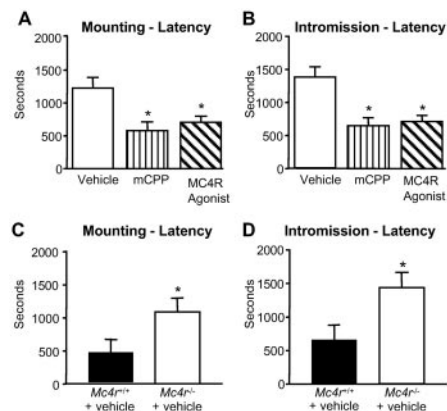 A
Mounting - Latency
Seconds
2000
1500
1000
500
0
*
*
Vehicle
mCPP
MC4R
Agonist
B
Intromission - Latency
Seconds
2000
1500
1000
500
0
*
*
Vehicle
mCPP
MC4R
Agonist
C
Mounting - Latency
Seconds
2000
1500
1000
500
0
*
Mc4r+/+
+ vehicle
Mc4r-/-
+ vehicle
D
Intromission - Latency
Seconds
2000
1500
1000
500
0
*
Mc4r+/+
+ vehicle
Mc4r-/-
+ vehicle